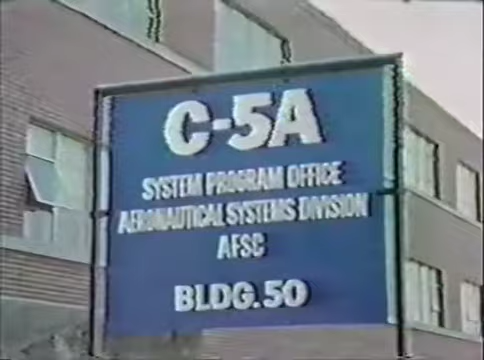 C-5A
SYSTEM PROGRAM OFFICE
AERONAUTICAL SYSTEMS DIVISION
AFSC
BLDG.50